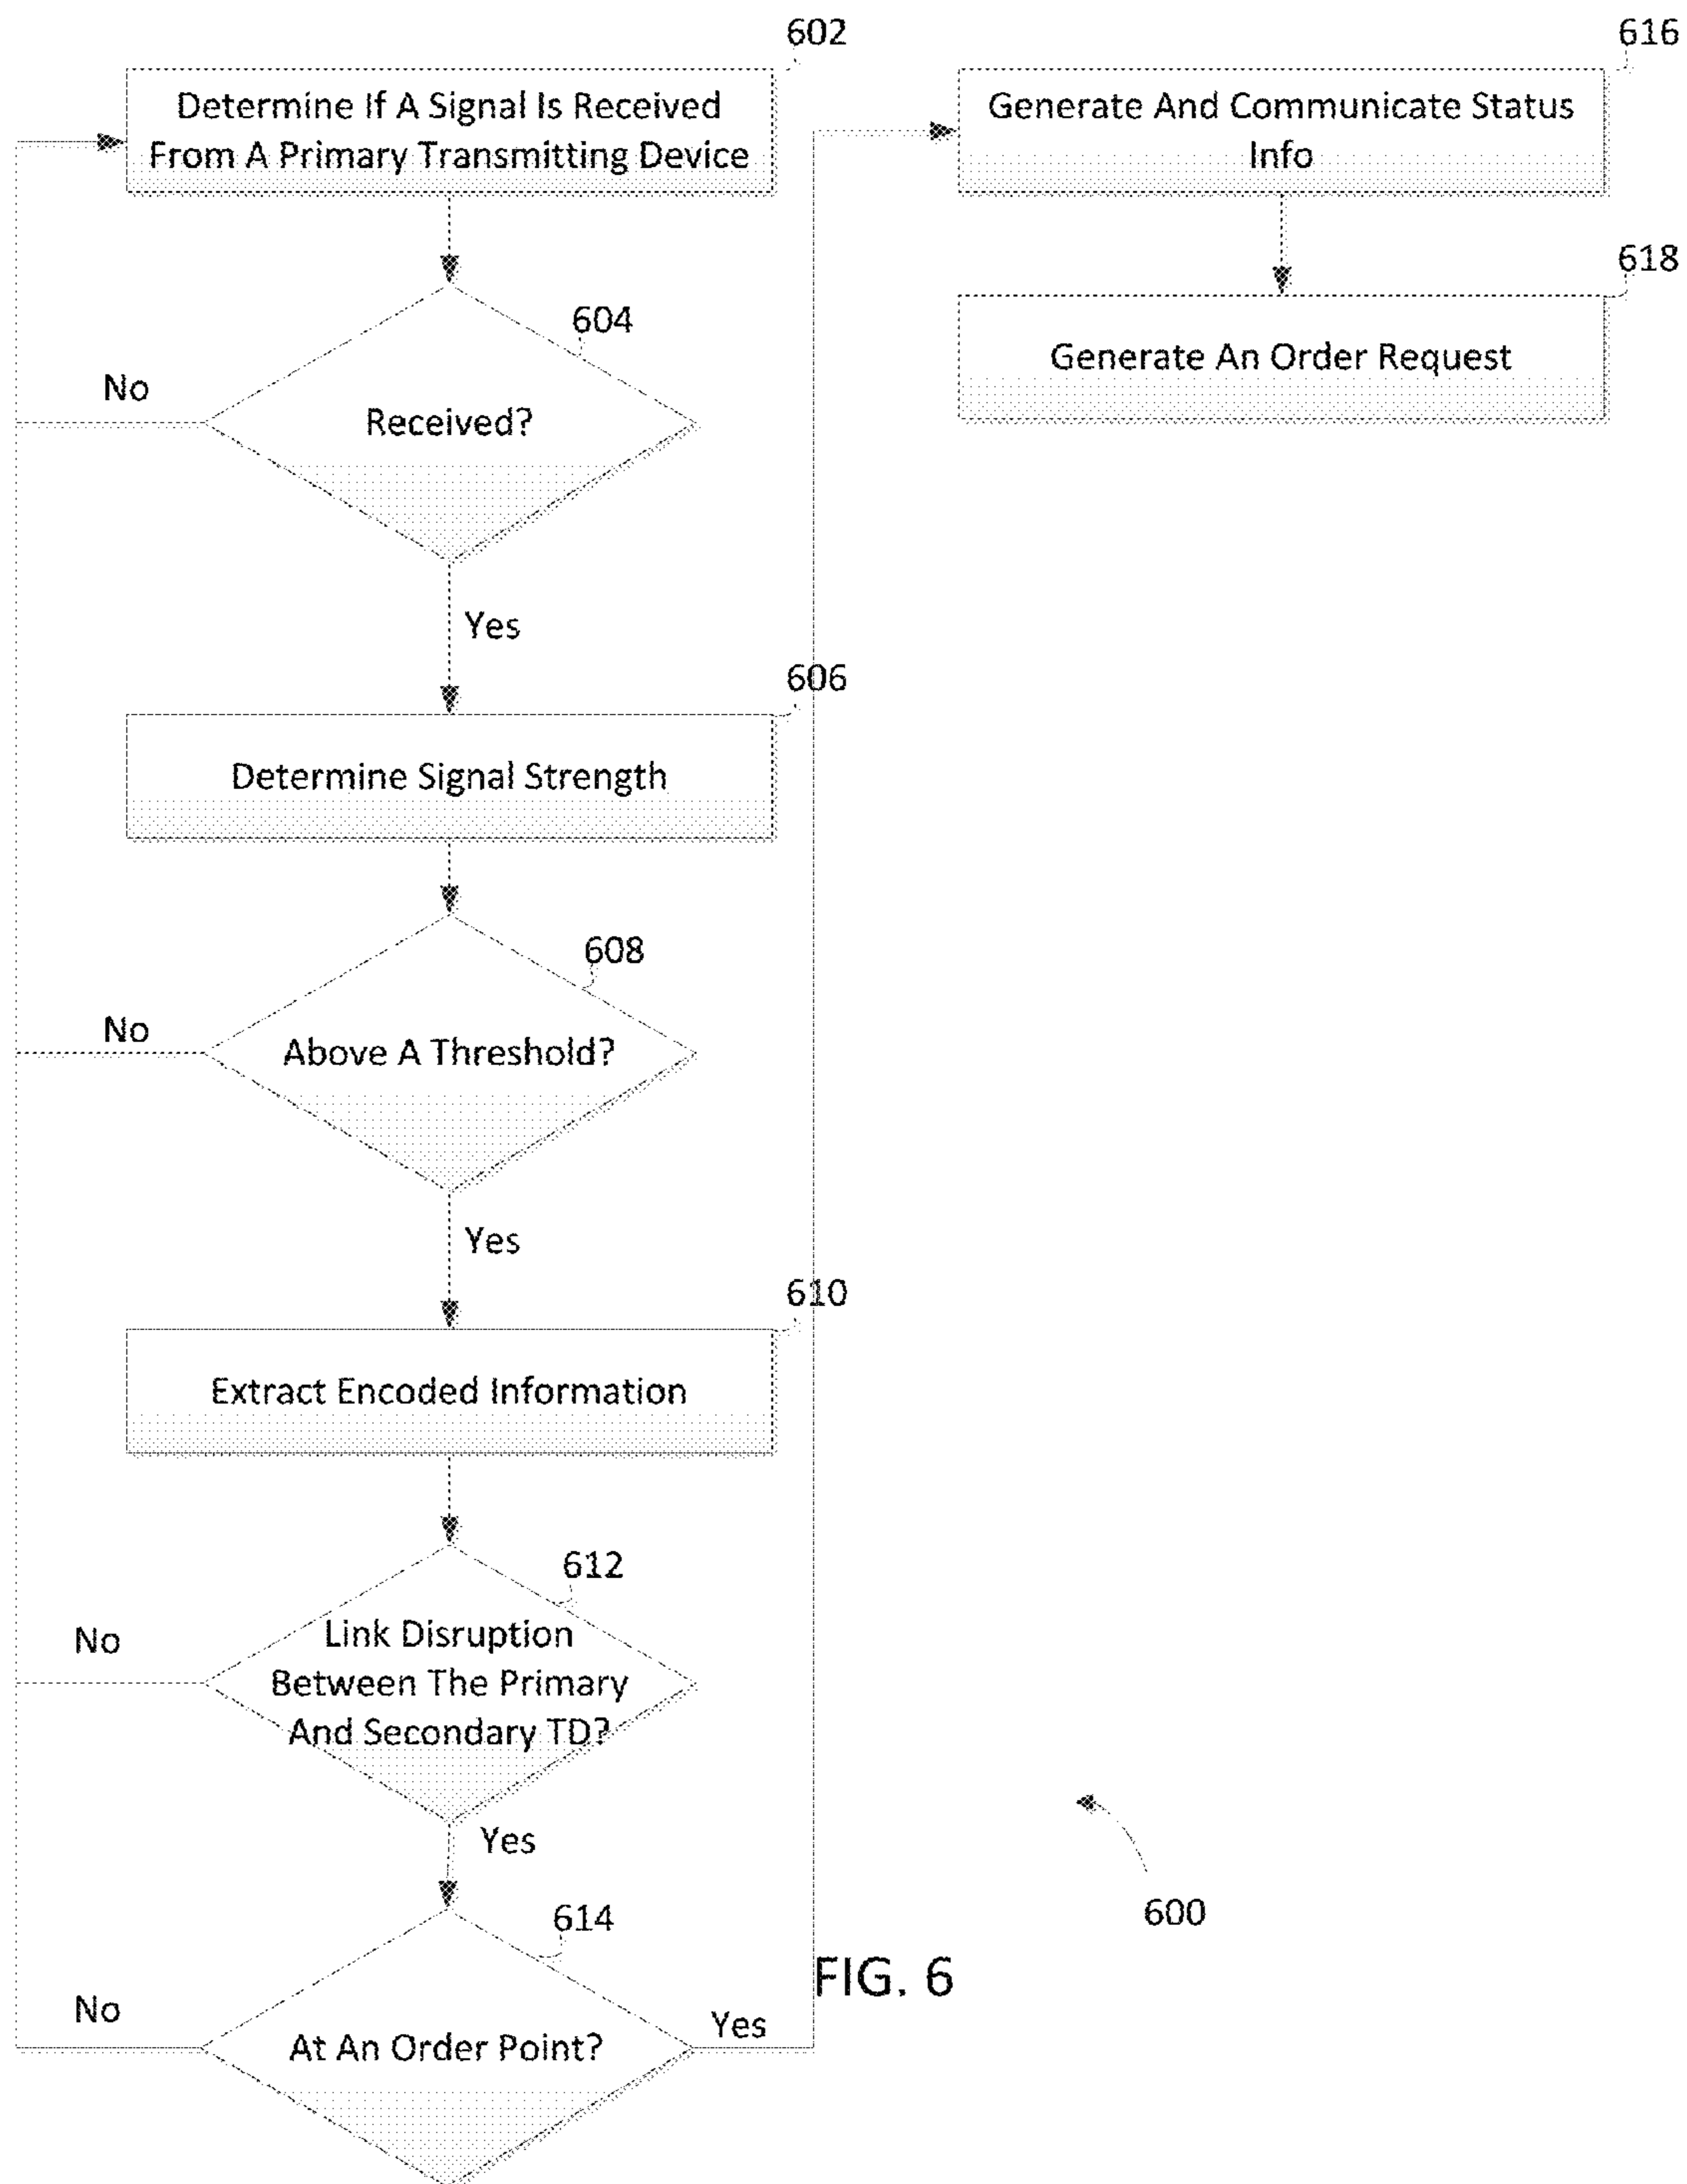 602
Determine If A Signal Is Received
From A Primary Transmitting Device
604
No
Received?
Yes
606
Determine Signal Strength
608
No
Above A Threshold?
Yes
610
Extract Encoded Information
612
No
Link Disruption
Between The Primary
And Secondary TD?
Yes
614
No
At An Order Point?
Yes
616
Generate And Communicate Status
Info
618
Generate An Order Request
600
FIG. 6